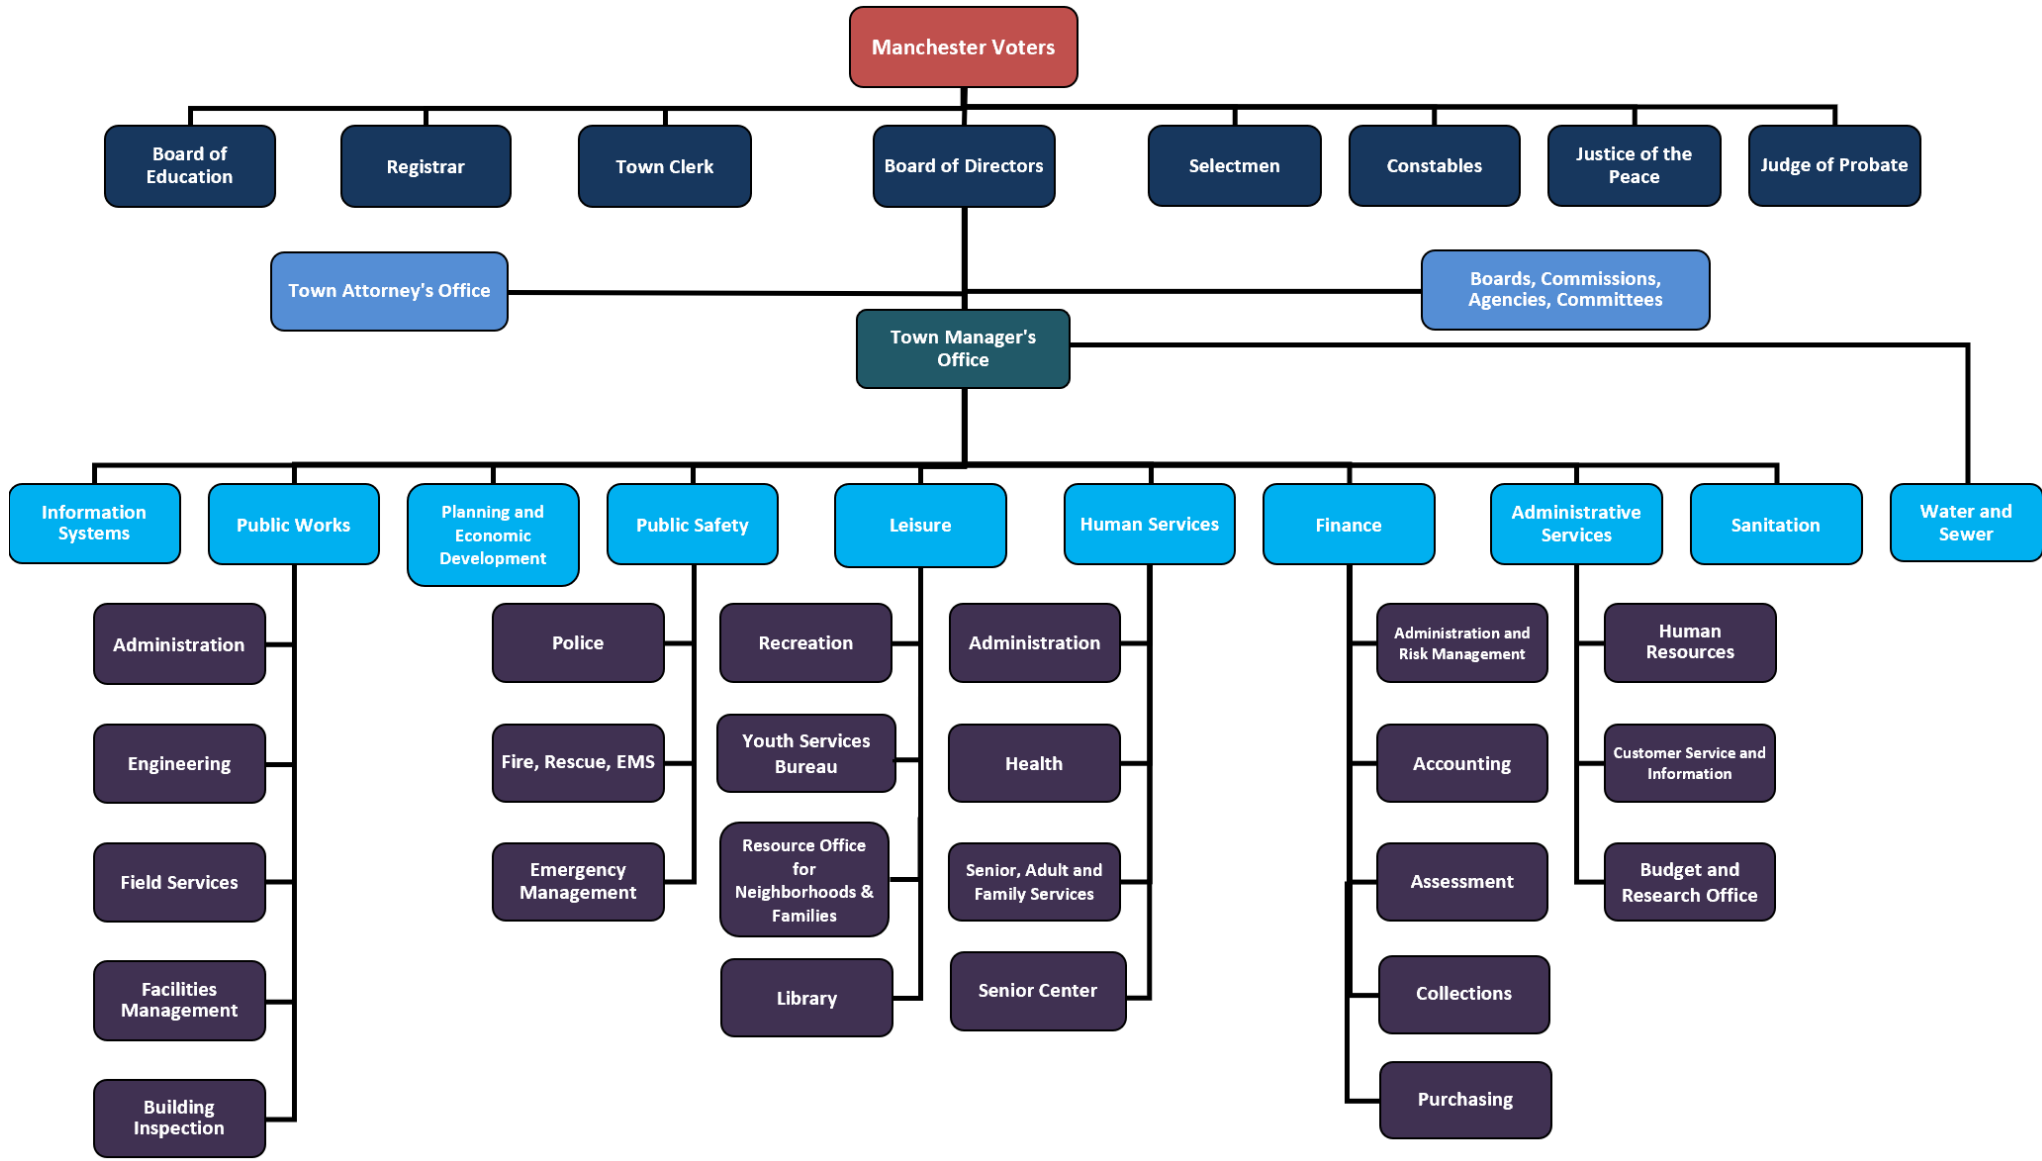 Manchester Voters
Board of
Education
Registrar
Town Clerk
Board of Directors
Selectmen
Constables
Justice of the
Peace
Judge of Probate
Town Attorney's Office
Boards, Commissions,
Agencies, Committees
Town Manager's
Office
Information
Systems
Public Works
Planning and
Economic
Development
Public Safety
Leisure
Human Services
Finance
Administrative
Services
Sanitation
Water and
Sewer
Administration
Engineering
Field Services
Facilities
Management
Building
Inspection
Police
Fire, Rescue, EMS
Emergency
Management
Recreation
Youth Services
Bureau
Resource Office
for
Neighborhoods &
Families
Library
Administration
Health
Senior, Adult and
Family Services
Senior Center
Administration and
Risk Management
Accounting
Assessment
Collections
Purchasing
Human
Resources
Customer Service and
Information
Budget and
Research Office